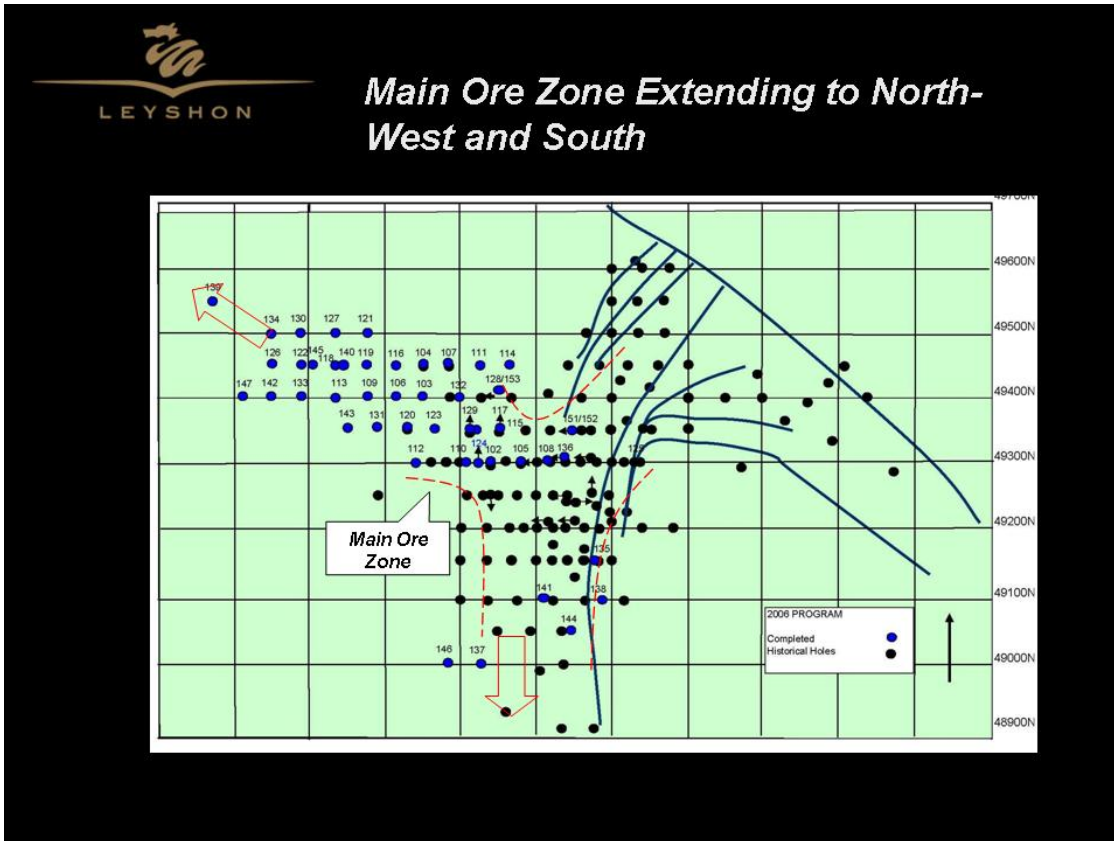 LEYSHON
Main Ore Zone Extending to North-
West and South
49700N
49600N
139
49500N
134 130 127 121
126 122 145 118 140 119 116 104 107 111 114
49400N
147 142 133 113 109 106 103 132 128/153
143 131 120 123 129 117 115 151/152
49300N
112 110 124 102 105 108 136
49200N
Main Ore
Zone
135
49100N
141 138
2006 PROGRAM
144
Completed
Historical Holes
49000N
146 137
48900N